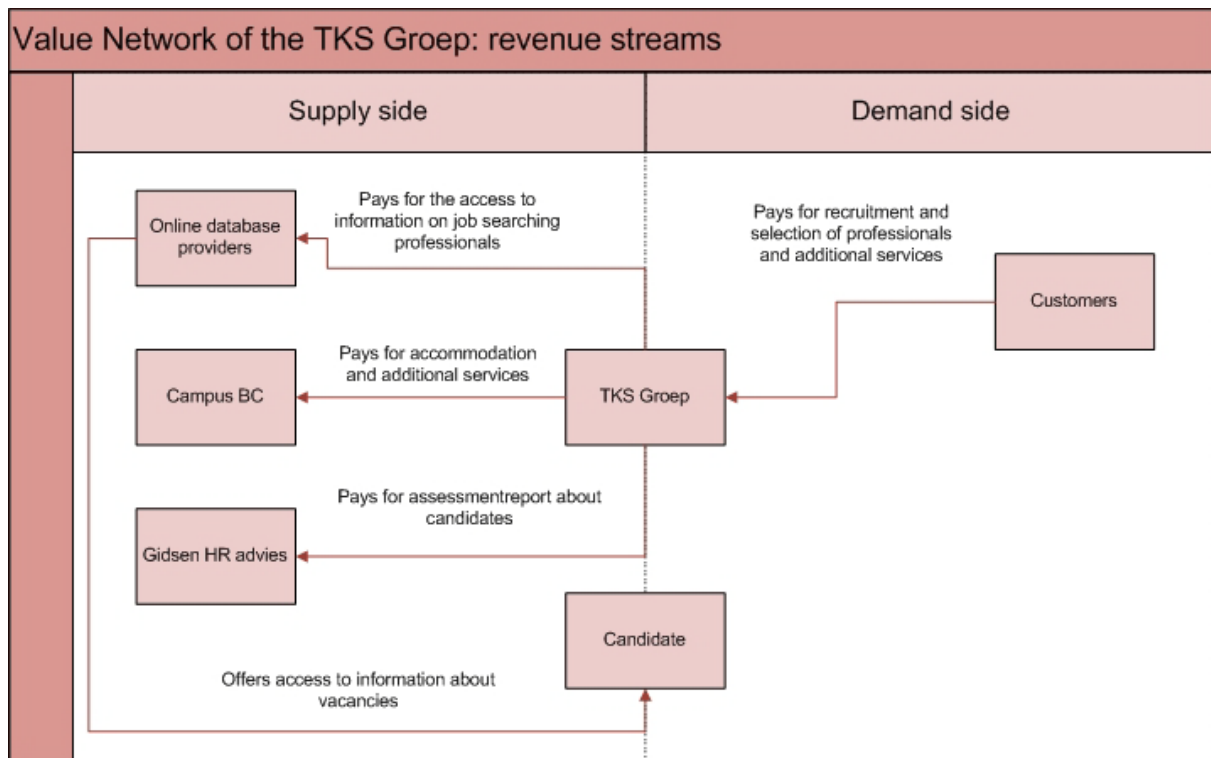 Value Network of the TKS Groep: revenue streams
Supply side
Demand side
Pays for the access to
information on job searching
professionals
Online database
providers
Pays for recruitment and
selection of professionals
and additional services
Customers
Pays for accommodation
and additional services
Campus BC
TKS Groep
Pays for assessmentreport about
candidates
Gidsen HR advies
Candidate
Offers access to information about
vacancies